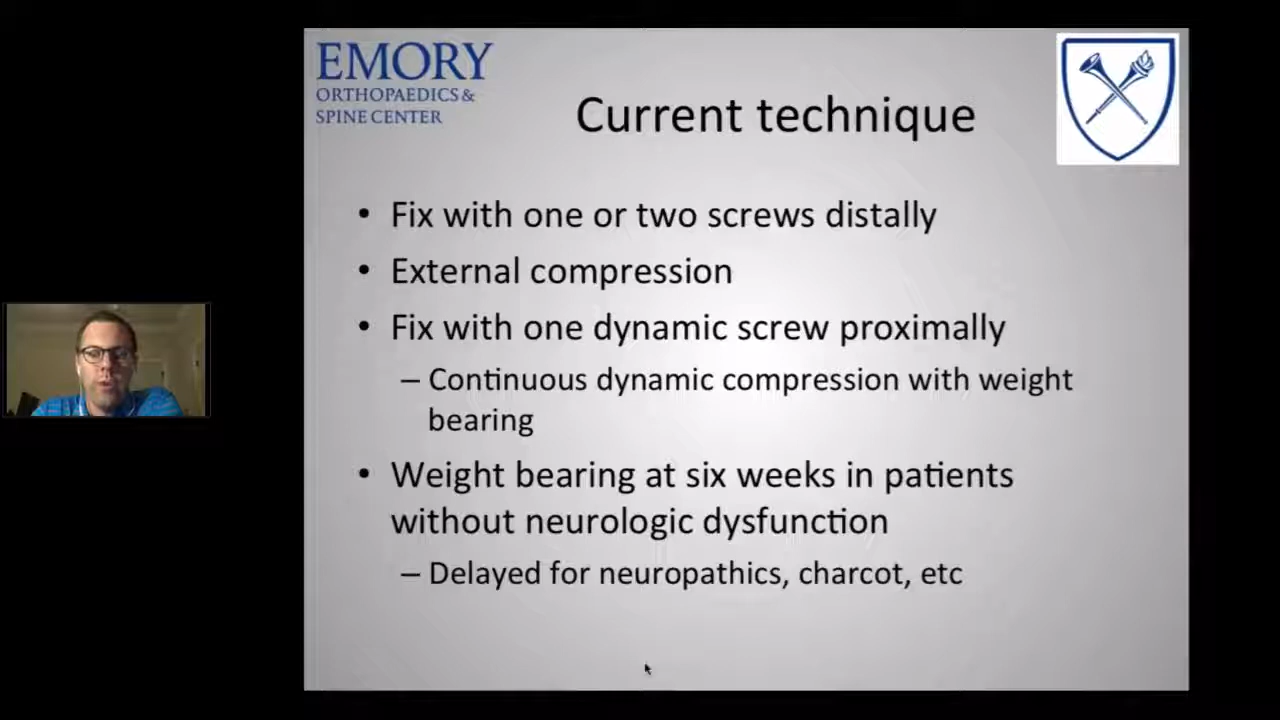 EMORY
ORTHOPAEDICS &
SPINE CENTER
Current technique
• Fix with one or two screws distally
• External compression
• Fix with one dynamic screw proximally
– Continuous dynamic compression with weight
bearing
• Weight bearing at six weeks in patients
without neurologic dysfunction
– Delayed for neuropathics, charcot, etc